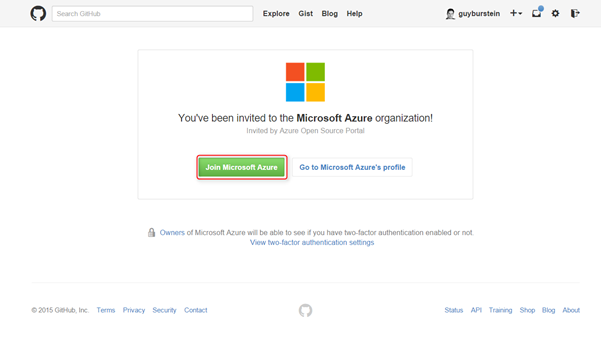 Search GitHub
Explore Gist Blog Help
guyburstein
You've been invited to the Microsoft Azure organization!
Invited by Azure Open Source Portal
Join Microsoft Azure
Go to Microsoft Azure's profile
Owners of Microsoft Azure will be able to see if you have two-factor authentication enabled or not.
View two-factor authentication settings
© 2015 GitHub, Inc. Terms Privacy Security Contact
Status API Training Shop Blog About